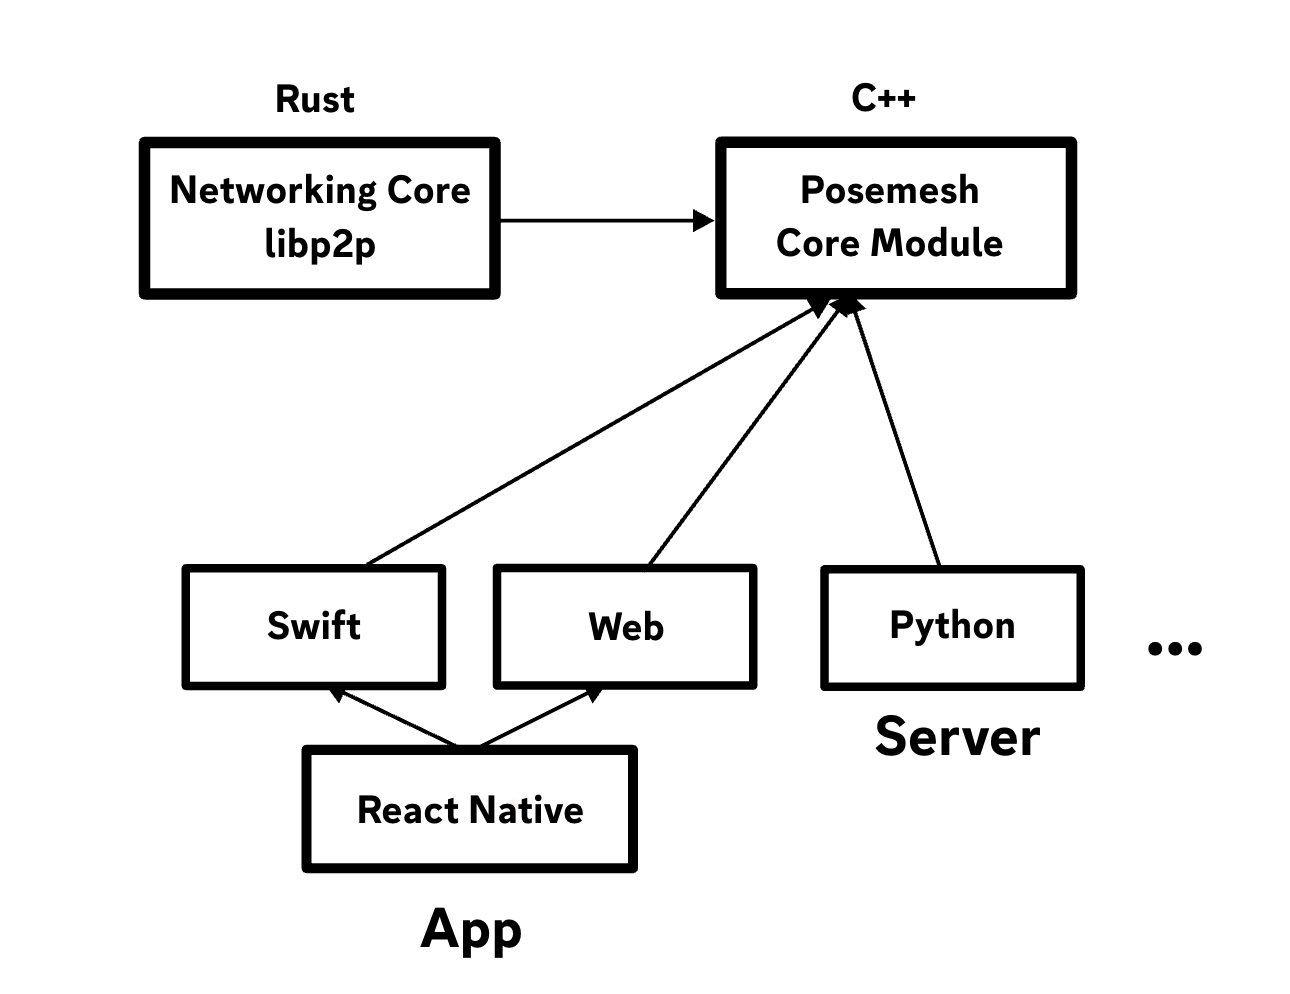 Rust
C++
Networking Core
libp2p
Posemesh
Core Module
Swift
Web
Python
...
Server
React Native
App